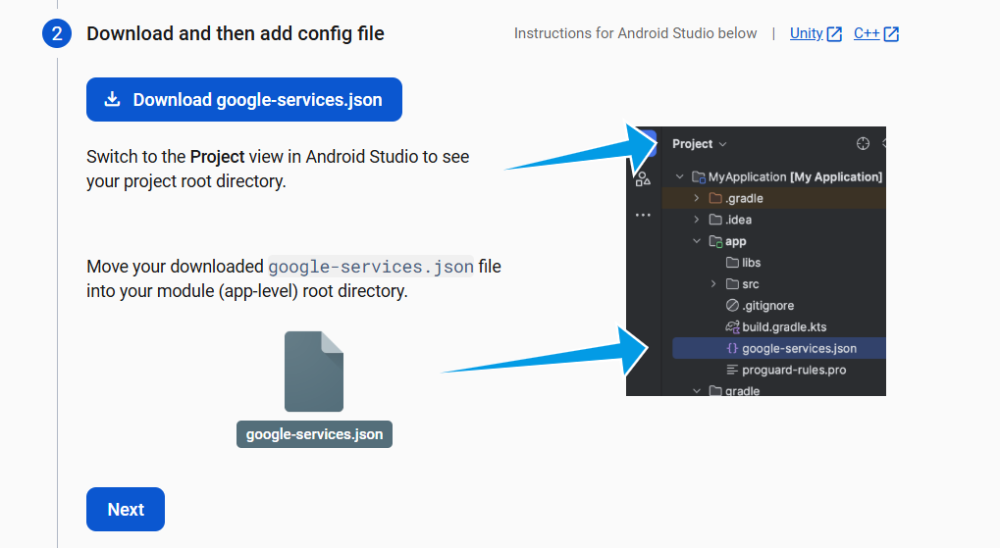 2 Download and then add config file
Instructions for Android Studio below | Unity C++
Download google-services.json
Switch to the Project view in Android Studio to see
your project root directory.
Move your downloaded google-services.json file
into your module (app-level) root directory.
google-services.json
Next
Project
MyApplication [My Application]
.gradle
.idea
app
libs
src
.gitignore
build.gradle.kts
{} google-services.json
proguard-rules.pro
gradle